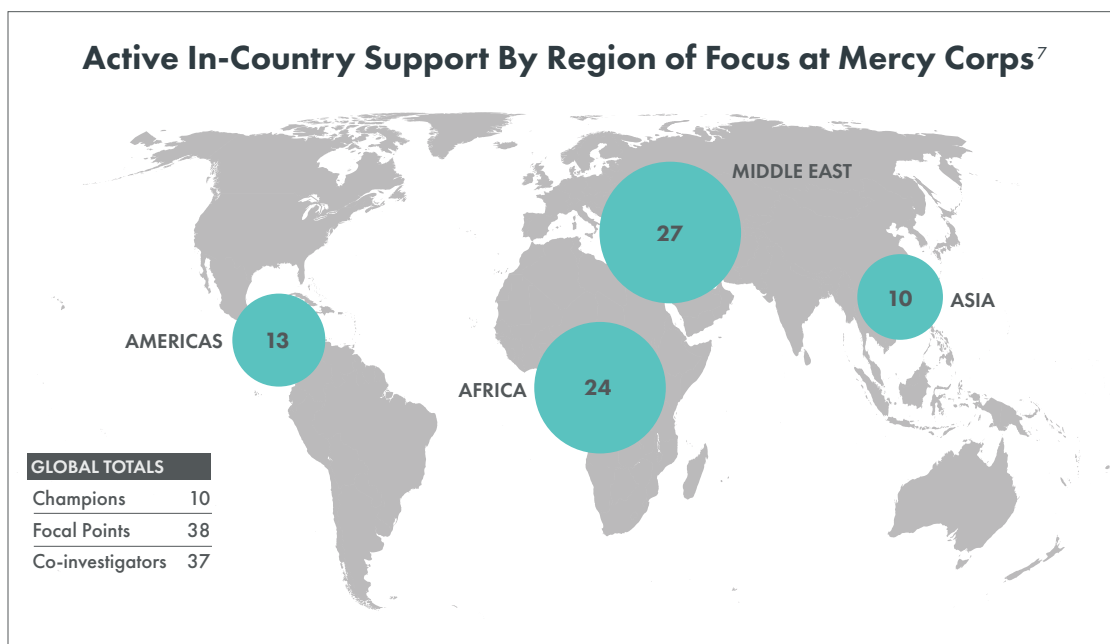 Active In-Country Support By Region of Focus at Mercy Corps7
MIDDLE EAST
27
10 ASIA
AMERICAS 13
AFRICA 24
GLOBAL TOTALS
Champions 10
Focal Points 38
Co-investigators 37